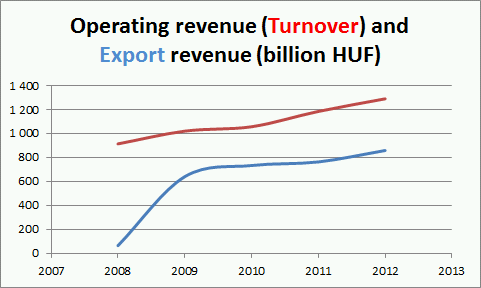 Operating revenue (Turnover) and
Export revenue (billion HUF)
1 400
1 200
1 000
800
600
400
200
0
2007 2008 2009 2010 2011 2012 2013